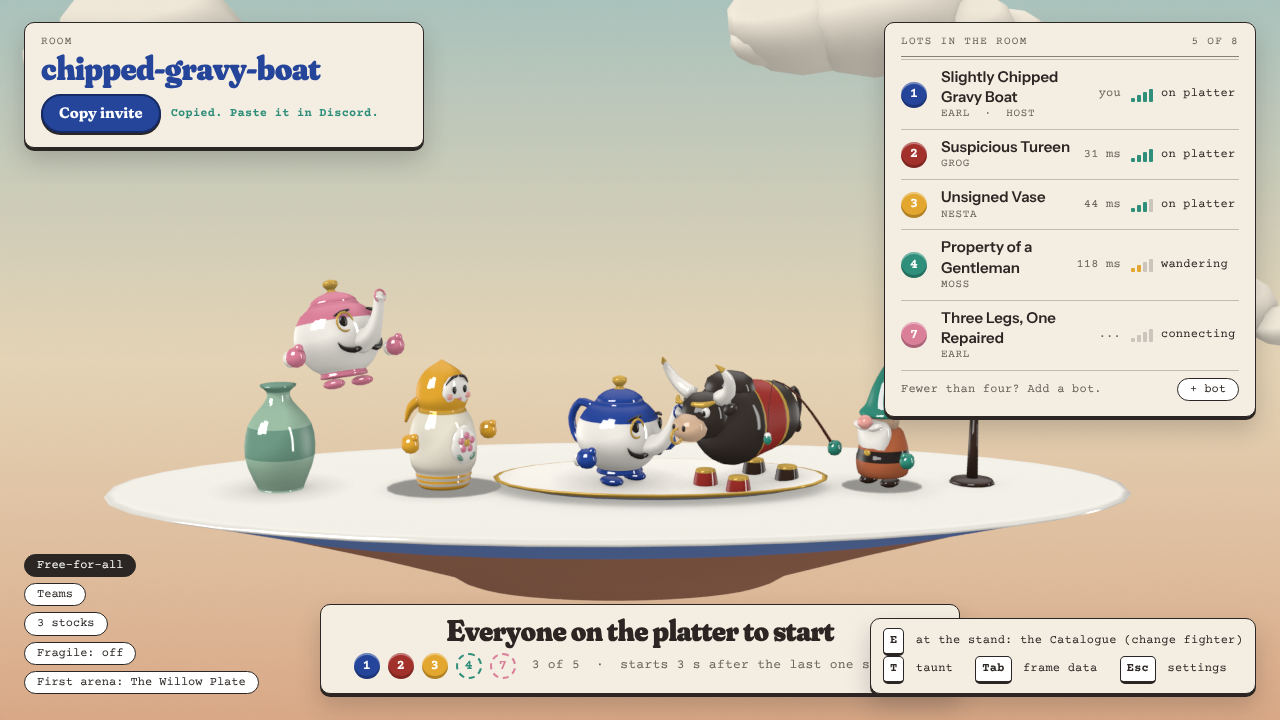 ROOM
chipped-gravy-boat
Copy invite
Copied. Paste it in Discord.
LOTS IN THE ROOM
5 OF 8
1
Slightly Chipped
Gravy Boat
EARL · HOST
you
on platter
2
Suspicious Tureen
GROG
31 ms
on platter
3
Unsigned Vase
NESTA
44 ms
on platter
4
Property of a
Gentleman
MOSS
118 ms
wandering
7
Three Legs, One
Repaired
EARL
...
connecting
Fewer than four? Add a bot.
+ bot
Free-for-all
Teams
3 stocks
Fragile: off
First arena: The Willow Plate
Everyone on the platter to start
1 2 3 4 7
3 of 5 · starts 3 s after the last one s
E at the stand: the Catalogue (change fighter)
T taunt Tab frame data Esc settings